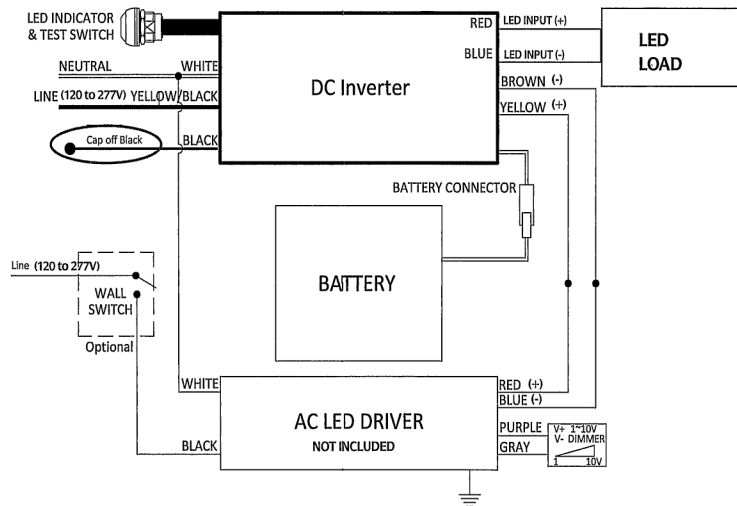 LED INDICATOR
& TEST SWITCH
RED
LED INPUT (+)
BLUE
LED INPUT (-)
LED
LOAD
NEUTRAL
WHITE
DC Inverter
BROWN (-)
LINE (120 to 277V)
YELLOW/BLACK
YELLOW (+)
Cap off Black
BLACK
BATTERY CONNECTOR
Line (120 to 277V)
WALL
SWITCH
Optional
BATTERY
WHITE
RED (+)
BLUE (-)
AC LED DRIVER
NOT INCLUDED
BLACK
PURPLE
GRAY
V+ 1~10V
V- DIMMER
1 10V